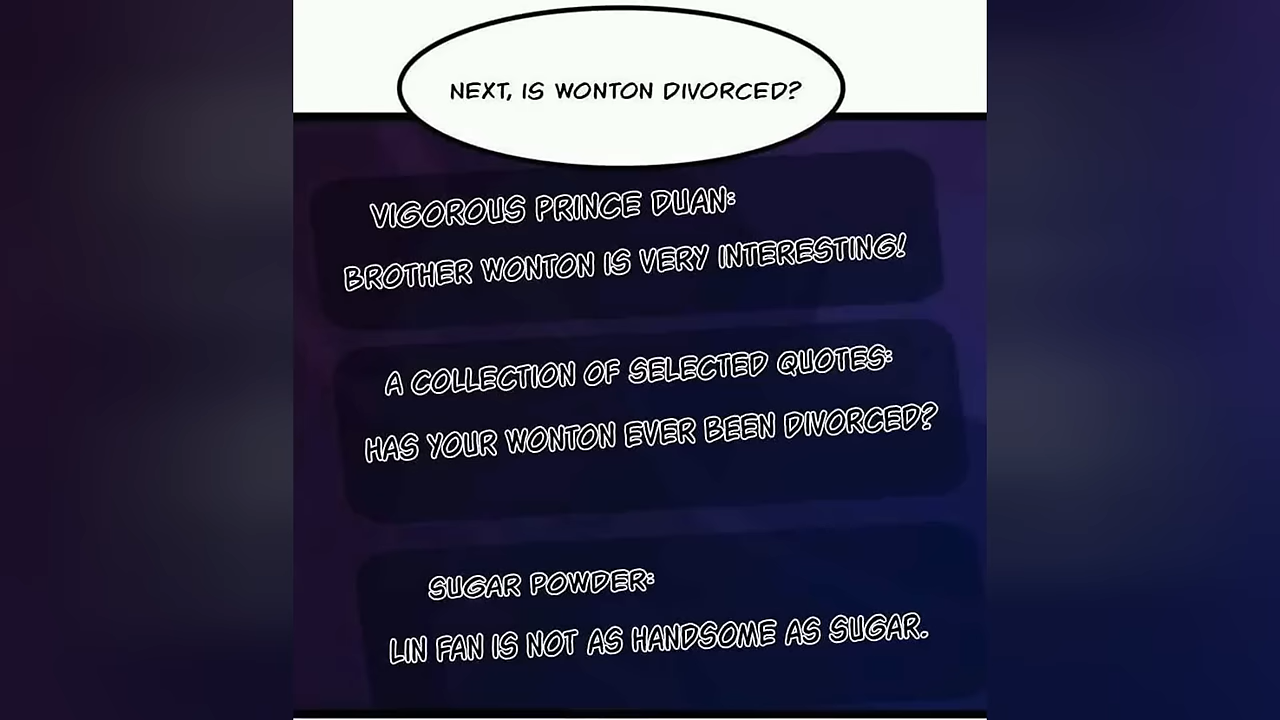 NEXT, IS WONTON DIVORCED?
VIGOROUS PRINCE DUAN:
BROTHER WONTON IS VERY INTERESTING!
A COLLECTION OF SELECTED QUOTES:
HAS YOUR WONTON EVER BEEN DIVORCED?
SUGAR POWDER:
LIN FAN IS NOT AS HANDSOME AS SUGAR.